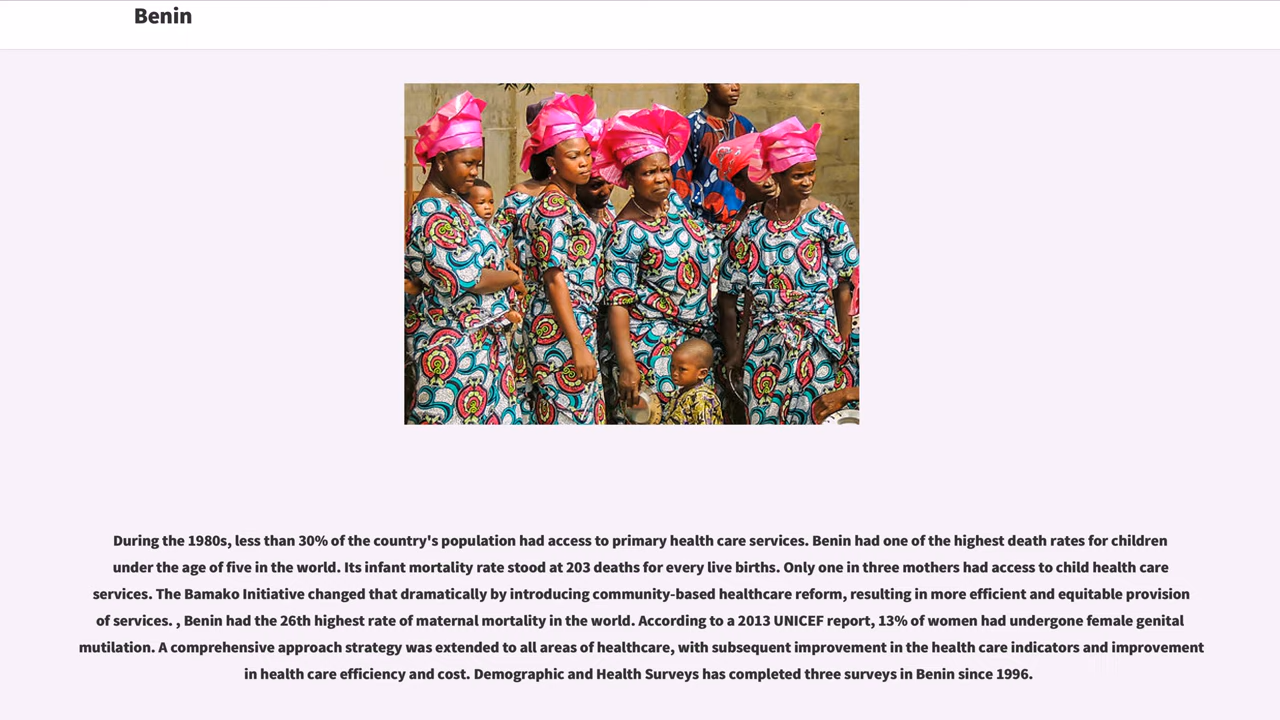 Benin
During the 1980s, less than 30% of the country's population had access to primary health care services. Benin had one of the highest death rates for children
under the age of five in the world. Its infant mortality rate stood at 203 deaths for every live births. Only one in three mothers had access to child health care
services. The Bamako Initiative changed that dramatically by introducing community-based healthcare reform, resulting in more efficient and equitable provision
of services. , Benin had the 26th highest rate of maternal mortality in the world. According to a 2013 UNICEF report, 13% of women had undergone female genital
mutilation. A comprehensive approach strategy was extended to all areas of healthcare, with subsequent improvement in the health care indicators and improvement
in health care efficiency and cost. Demographic and Health Surveys has completed three surveys in Benin since 1996.